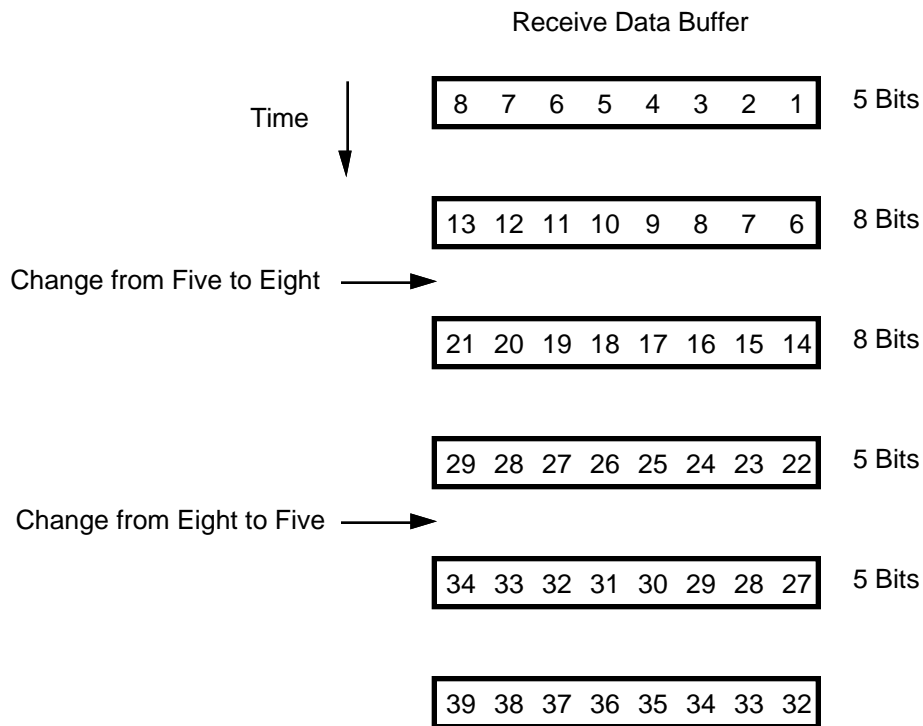 Receive Data Buffer
Time
8 7 6 5 4 3 2 1
5 Bits
13 12 11 10 9 8 7 6
8 Bits
Change from Five to Eight
21 20 19 18 17 16 15 14
8 Bits
29 28 27 26 25 24 23 22
5 Bits
Change from Eight to Five
34 33 32 31 30 29 28 27
5 Bits
39 38 37 36 35 34 33 32